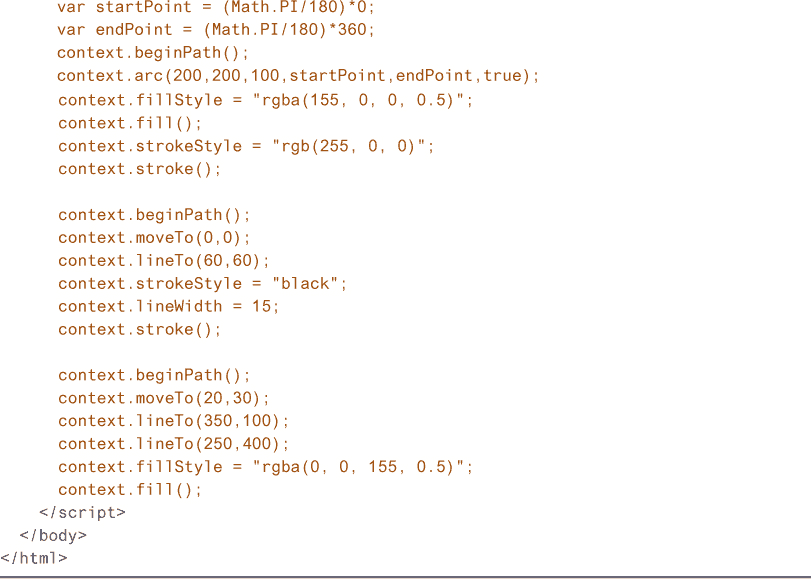 var startPoint = (Math.PI/180)*0;
var endPoint = (Math.PI/180)*360;
context.beginPath();
context.arc(200,200,100,startPoint,endPoint,true);
context.fillStyle = "rgba(155, 0, 0, 0.5)";
context.fill();
context.strokeStyle = "rgb(255, 0, 0)";
context.stroke();
context.beginPath();
context.moveTo(0,0);
context.lineTo(60,60);
context.strokeStyle = "black";
context.lineWidth = 15;
context.stroke();
context.beginPath();
context.moveTo(20,30);
context.lineTo(350,100);
context.lineTo(250,400);
context.fillStyle = "rgba(0, 0, 155, 0.5)";
context.fill();
</script>
</body>
</html>